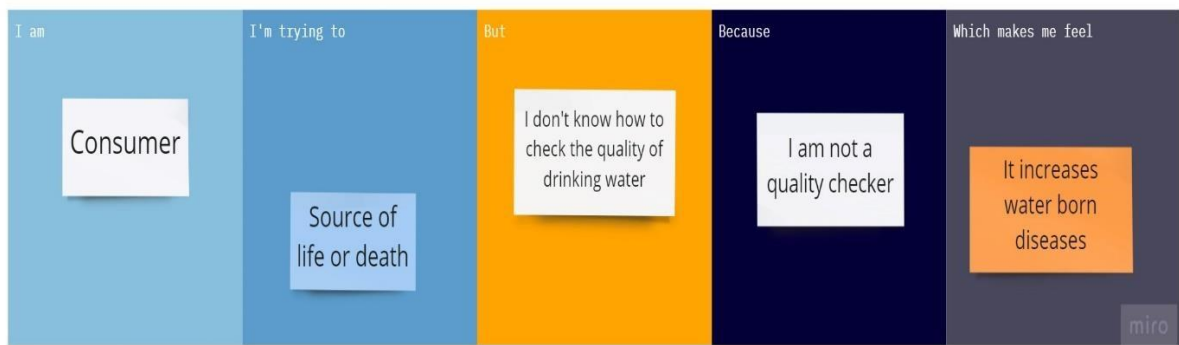 I am
Consumer
I'm trying to
Source of
life or death
But
I don't know how to
check the quality of
drinking water
Because
I am not a
quality checker
Which makes me feel
It increases
water born
diseases
miro